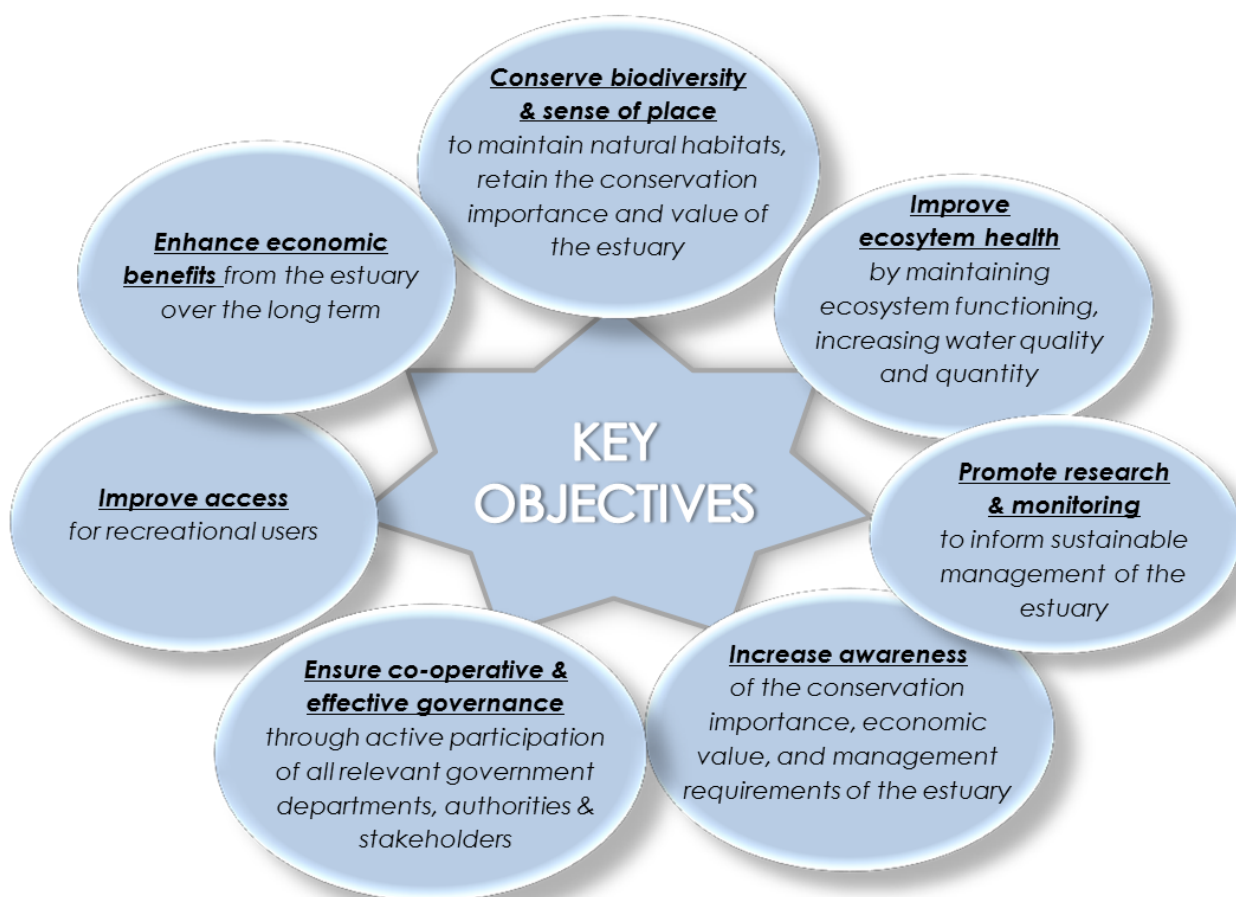 Conserve biodiversity
& sense of place
to maintain natural habitats,
retain the conservation
importance and value of
the estuary
Improve
ecosytem health
by maintaining
ecosystem functioning,
increasing water quality
and quantity
Promote research
& monitoring
to inform sustainable
management of the
estuary
Increase awareness
of the conservation
importance, economic
value, and management
requirements of the estuary
Ensure co-operative &
effective governance
through active participation
of all relevant government
departments, authorities &
stakeholders
Improve access
for recreational users
Enhance economic
benefits from the estuary
over the long term
KEY
OBJECTIVES